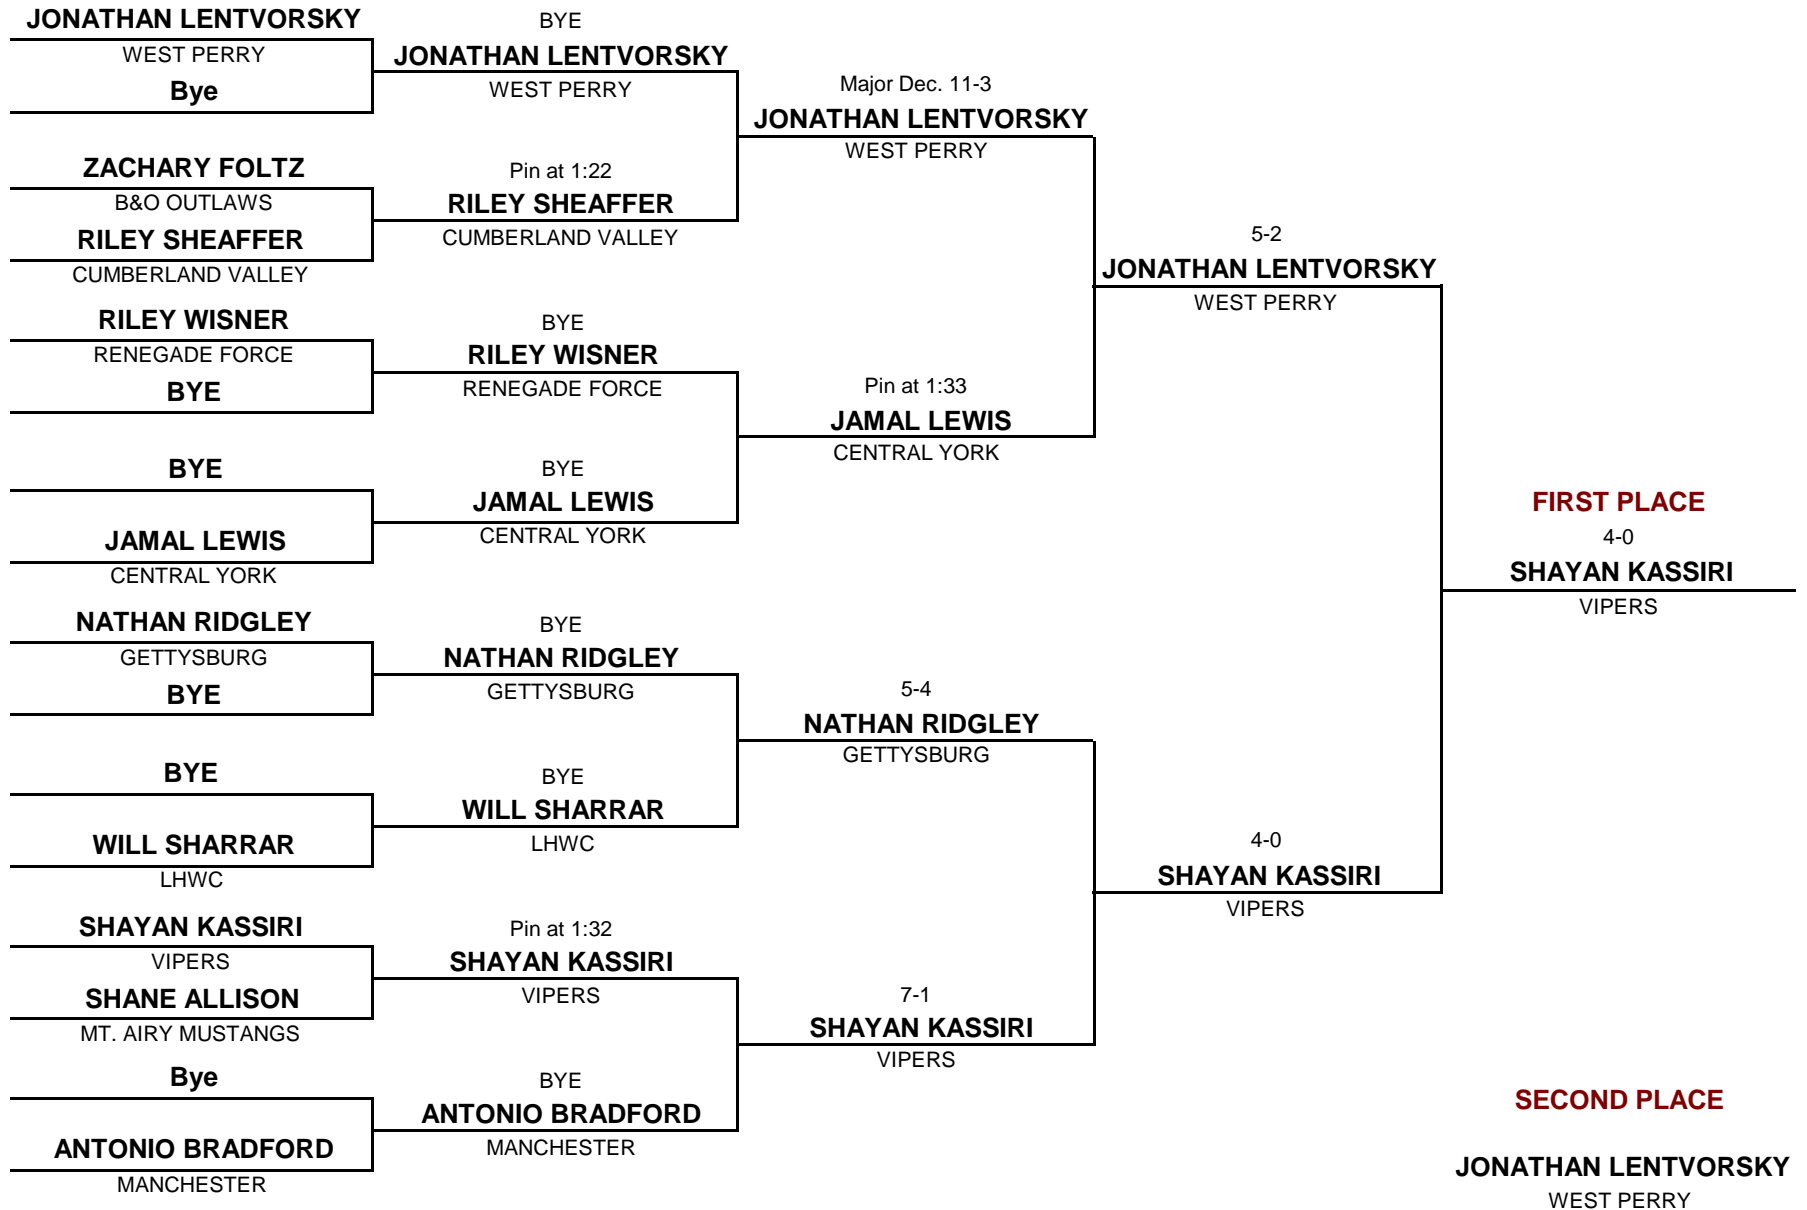 JONATHAN LENTVORSKY
WEST PERRY
Bye
ZACHARY FOLTZ
B&O OUTLAWS
RILEY SHEAFFER
CUMBERLAND VALLEY
RILEY WISNER
RENEGADE FORCE
BYE
BYE
JAMAL LEWIS
CENTRAL YORK
NATHAN RIDGLEY
GETTYSBURG
BYE
BYE
WILL SHARRAR
LHWC
SHAYAN KASSIRI
VIPERS
SHANE ALLISON
MT. AIRY MUSTANGS
Bye
ANTONIO BRADFORD
MANCHESTER
BYE
JONATHAN LENTVORSKY
WEST PERRY
Pin at 1:22
RILEY SHEAFFER
CUMBERLAND VALLEY
BYE
RILEY WISNER
RENEGADE FORCE
BYE
JAMAL LEWIS
CENTRAL YORK
BYE
NATHAN RIDGLEY
GETTYSBURG
BYE
WILL SHARRAR
LHWC
Pin at 1:32
SHAYAN KASSIRI
VIPERS
BYE
ANTONIO BRADFORD
MANCHESTER
Major Dec. 11-3
JONATHAN LENTVORSKY
WEST PERRY
Pin at 1:33
JAMAL LEWIS
CENTRAL YORK
5-4
NATHAN RIDGLEY
GETTYSBURG
7-1
SHAYAN KASSIRI
VIPERS
5-2
JONATHAN LENTVORSKY
WEST PERRY
4-0
SHAYAN KASSIRI
VIPERS
FIRST PLACE
4-0
SHAYAN KASSIRI
VIPERS
SECOND PLACE
JONATHAN LENTVORSKY
WEST PERRY